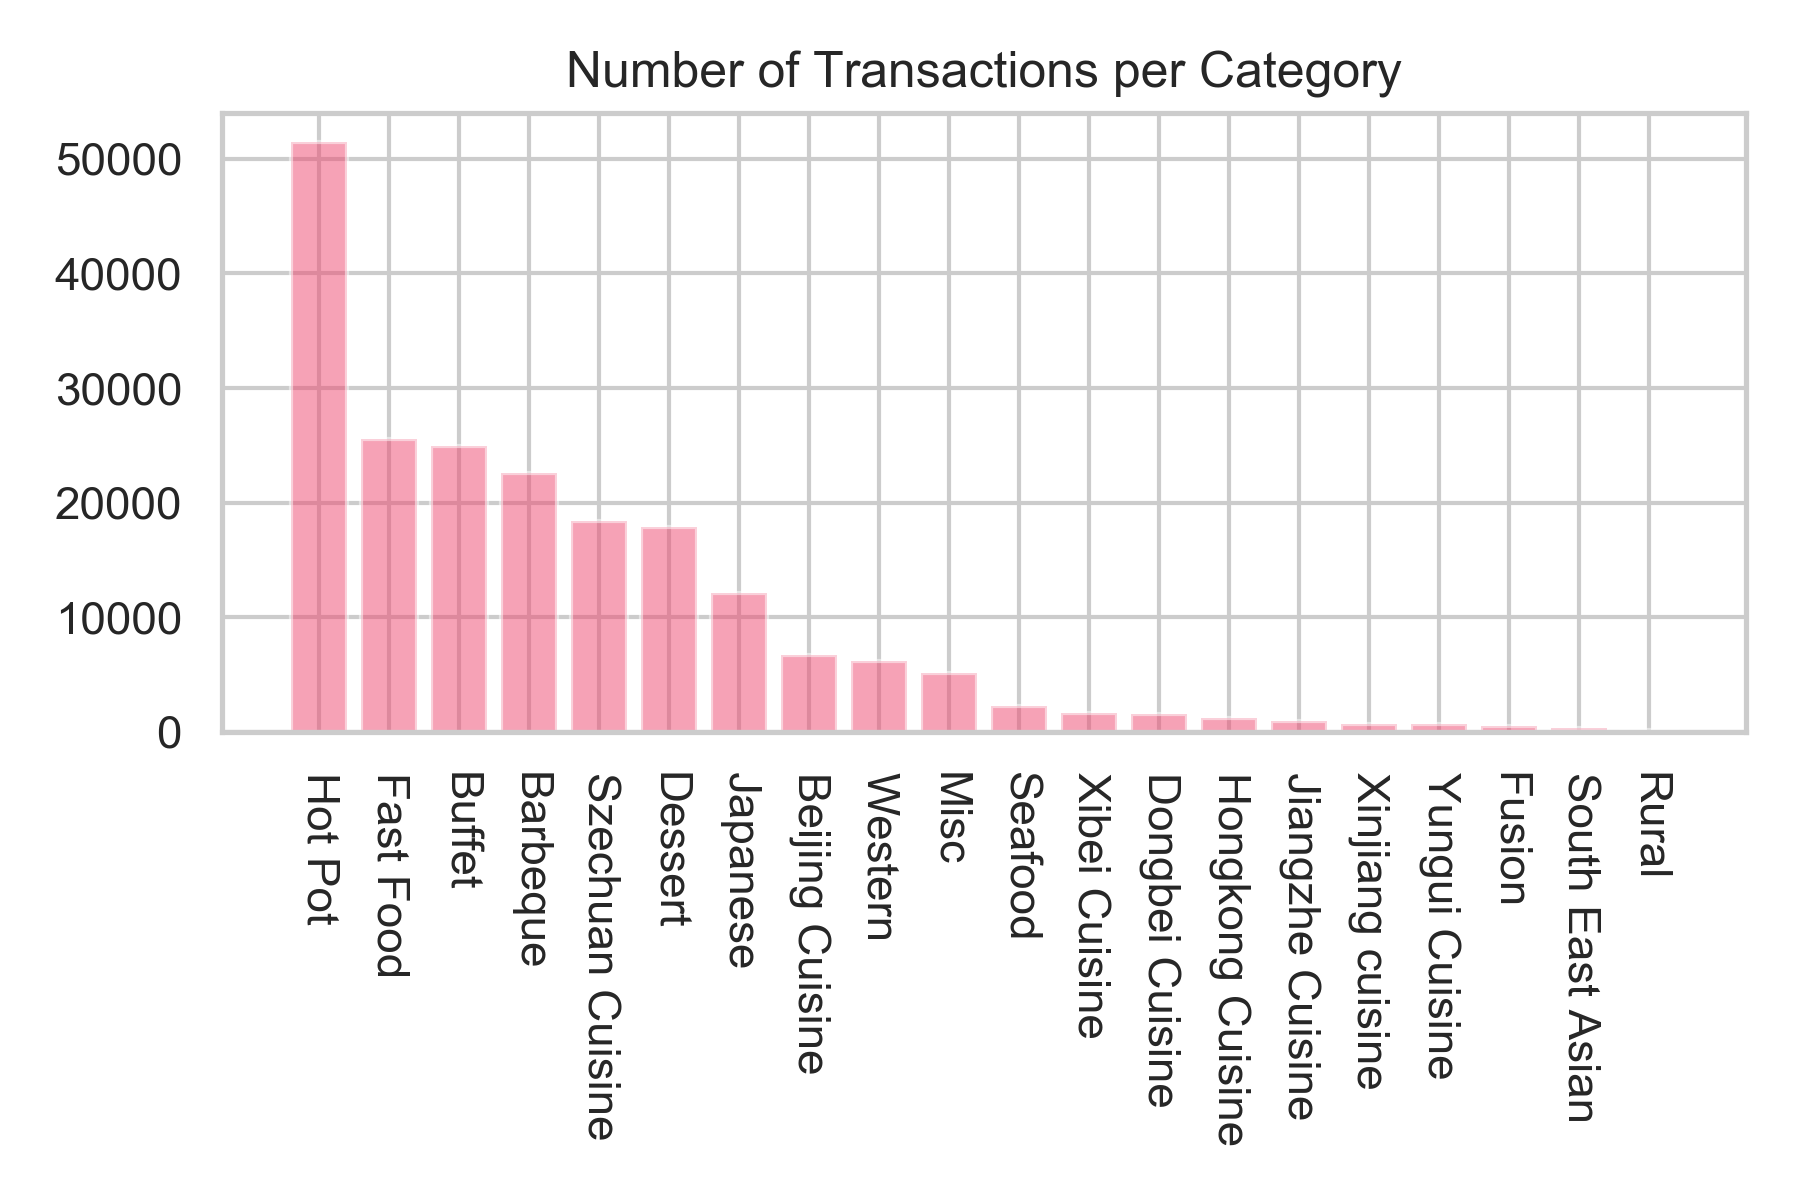 Number of Transactions per Category
50000
40000
30000
20000
10000
0
Hot Pot
Fast Food
Buffet
Barbeque
Szechuan Cuisine
Dessert
Japanese
Beijing Cuisine
Western
Misc
Seafood
Xibei Cuisine
Dongbei Cuisine
Hongkong Cuisine
Jiangzhe Cuisine
Xinjiang cuisine
Yungui Cuisine
Fusion
South East Asian
Rural